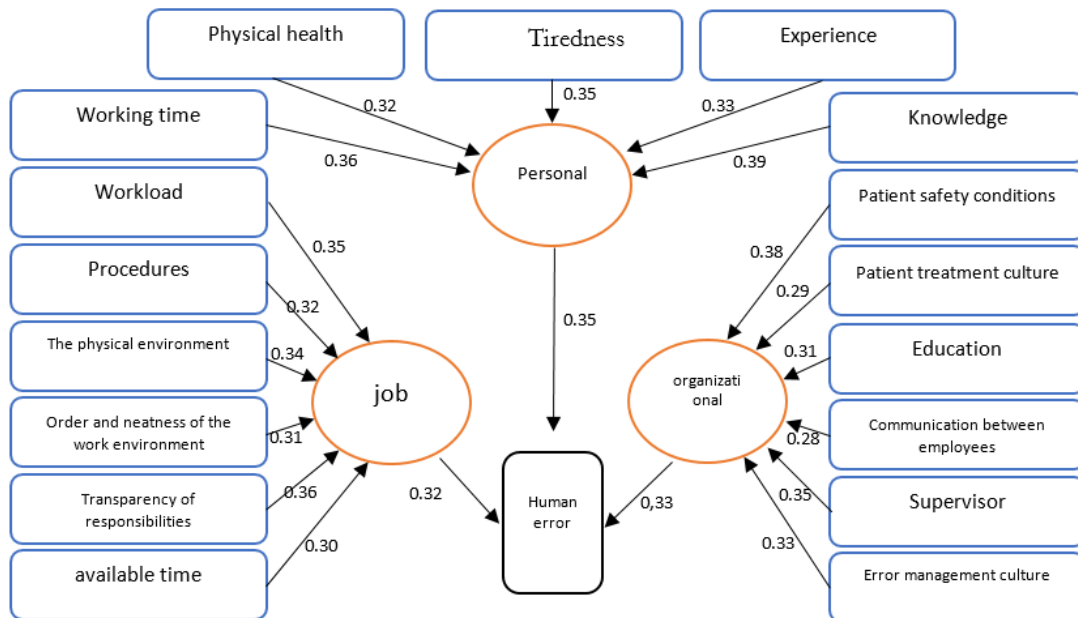 Physical health
Tiredness
Experience
0.32
0.35
0.33
Working time
Knowledge
0.36
Personal
0.39
Workload
Patient safety conditions
0.35
0.38
Procedures
Patient treatment culture
0.32
0.29
0.35
The physical environment
0.34
Education
0.31
job
organizati
onal
Order and neatness of the
work environment
0.31
Communication between
employees
0.28
Transparency of
responsibilities
0.36
0.32
Human
error
0,33
0.35
Supervisor
0.30
0.33
available time
Error management culture